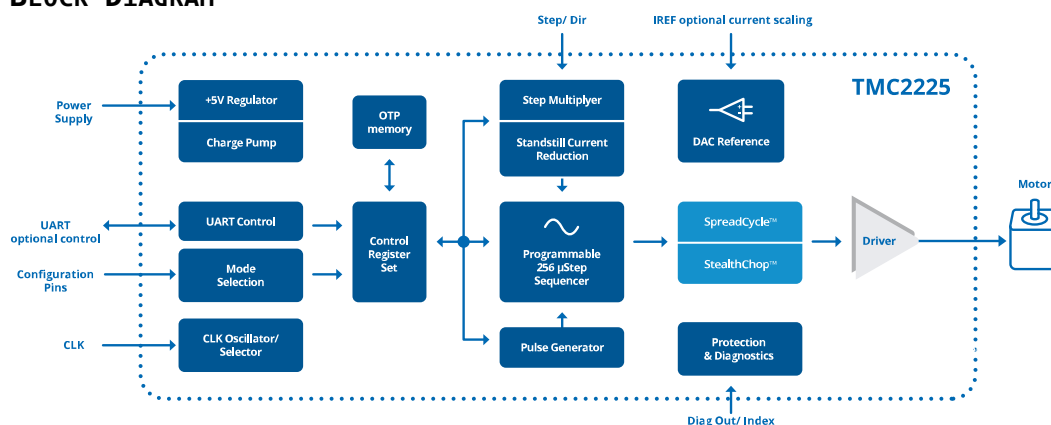 BLOCK DIAGRAM
Step/ Dir
IREF optional current scaling
TMC2225
Power
Supply
+5V Regulator
Charge Pump
OTP
memory
Step Multiplyer
Standstill Current
Reduction
DAC Reference
Motor
UART
optional control
UART Control
Configuration
Pins
Mode
Selection
Control
Register
Set
Programmable
256 µStep
Sequencer
SpreadCycle™
StealthChop™
Driver
CLK
CLK Oscillator/
Selector
Pulse Generator
Protection
& Diagnostics
Diag Out/ Index